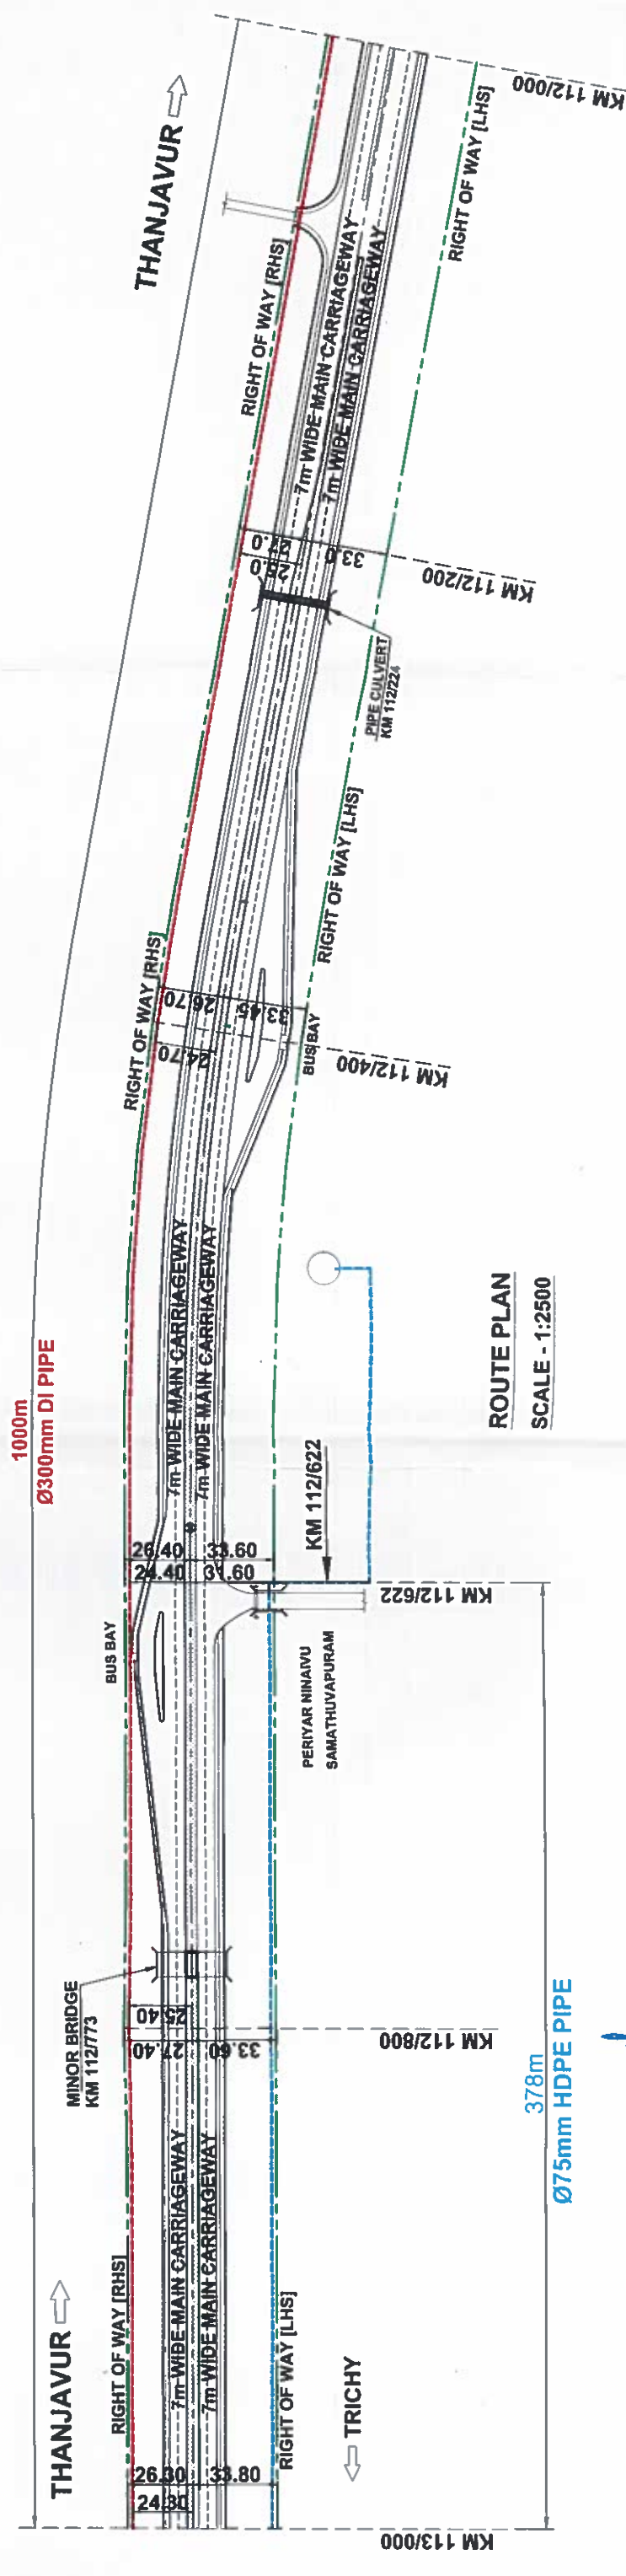 KM 112/000
THANJAVUR
RIGHT OF WAY [LHS]
RIGHT OF WAY [RHS]
7m WIDE MAIN CARRIAGEWAY
7m WIDE MAIN CARRIAGEWAY
27.0
25.0
33.0
KM 112/200
PIPE CULVERT
KM 112/224
RIGHT OF WAY [LHS]
RIGHT OF WAY [RHS]
26.70
33.45
24.70
BUS BAY
KM 112/400
7m WIDE MAIN CARRIAGEWAY
7m WIDE MAIN CARRIAGEWAY
1000m
Ø300mm DI PIPE
ROUTE PLAN
SCALE - 1:2500
KM 112/622
26.40
33.60
24.40
31.60
KM 112/622
BUS BAY
PERIYAR NINAIVU
SAMATHUVAPURAM
MINOR BRIDGE
KM 112/773
25.40
27.40
33.60
KM 112/800
378m
Ø75mm HDPE PIPE
7m WIDE MAIN CARRIAGEWAY
7m WIDE MAIN CARRIAGEWAY
RIGHT OF WAY [RHS]
THANJAVUR
RIGHT OF WAY [LHS]
TRICHY
26.30
33.80
24.30
KM 113/000